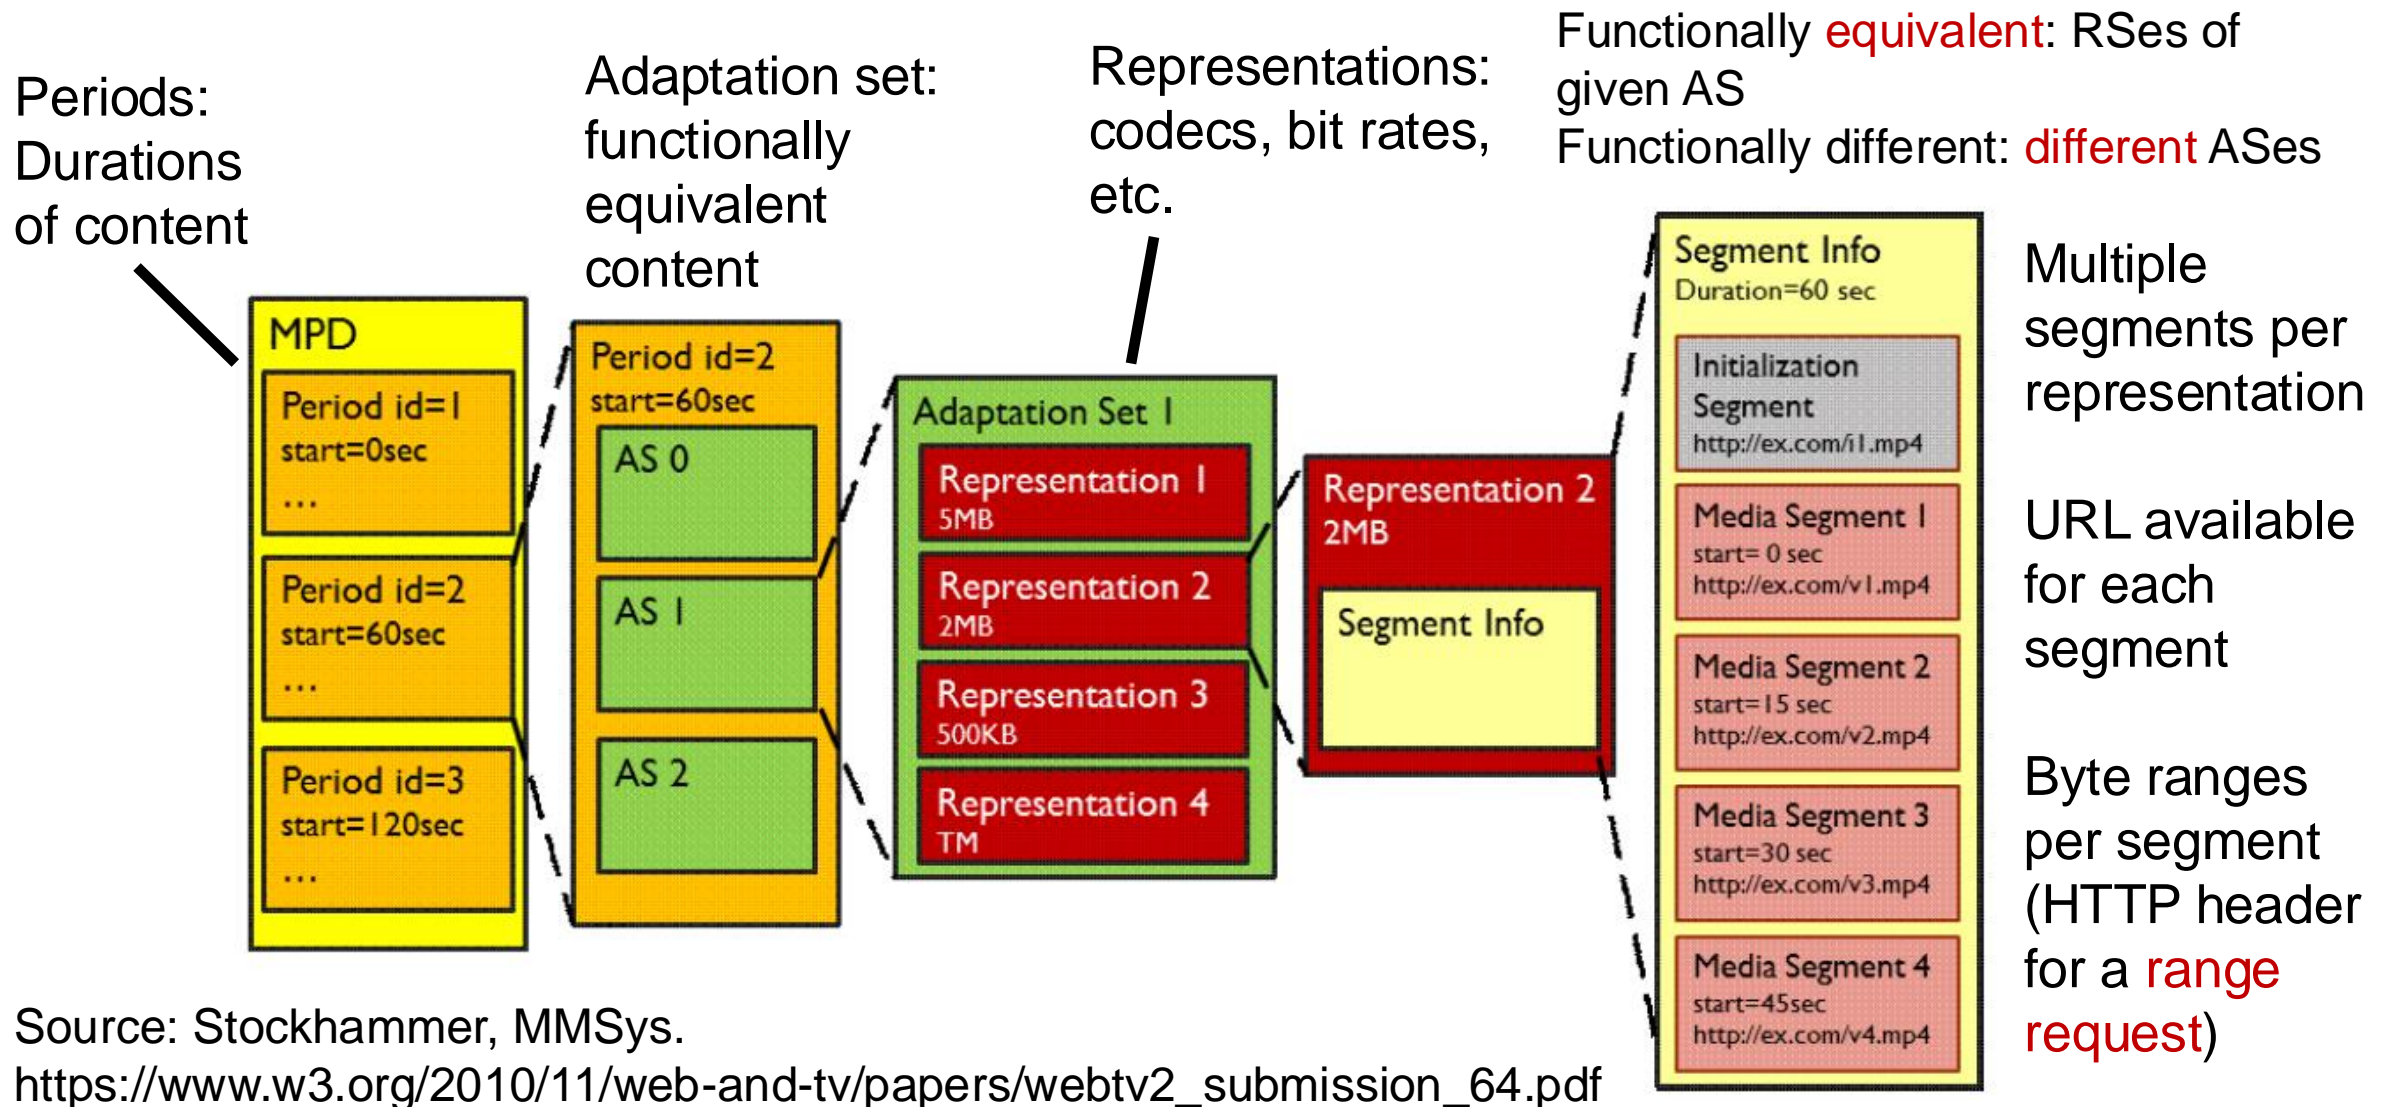 Periods:
Durations
of content
Adaptation set:
functionally
equivalent
content
Representations:
codecs, bit rates,
etc.
Functionally equivalent: RSes of
given AS
Functionally different: different ASes
MPD
Period id=1
start=0sec
...
Period id=2
start=60sec
...
Period id=3
start=120sec
...
Period id=2
start=60sec
AS 0
AS 1
AS 2
Adaptation Set 1
Representation 1
5MB
Representation 2
2MB
Representation 3
500KB
Representation 4
TM
Representation 2
2MB
Segment Info
Segment Info
Duration=60 sec
Initialization
Segment
http://ex.com/i1.mp4
Media Segment 1
start= 0 sec
http://ex.com/v1.mp4
Media Segment 2
start=15 sec
http://ex.com/v2.mp4
Media Segment 3
start=30 sec
http://ex.com/v3.mp4
Media Segment 4
start=45sec
http://ex.com/v4.mp4
Multiple
segments per
representation
URL available
for each
segment
Byte ranges
per segment
(HTTP header
for a range
request)
Source: Stockhammer, MMSys.
https://www.w3.org/2010/11/web-and-tv/papers/webtv2_submission_64.pdf